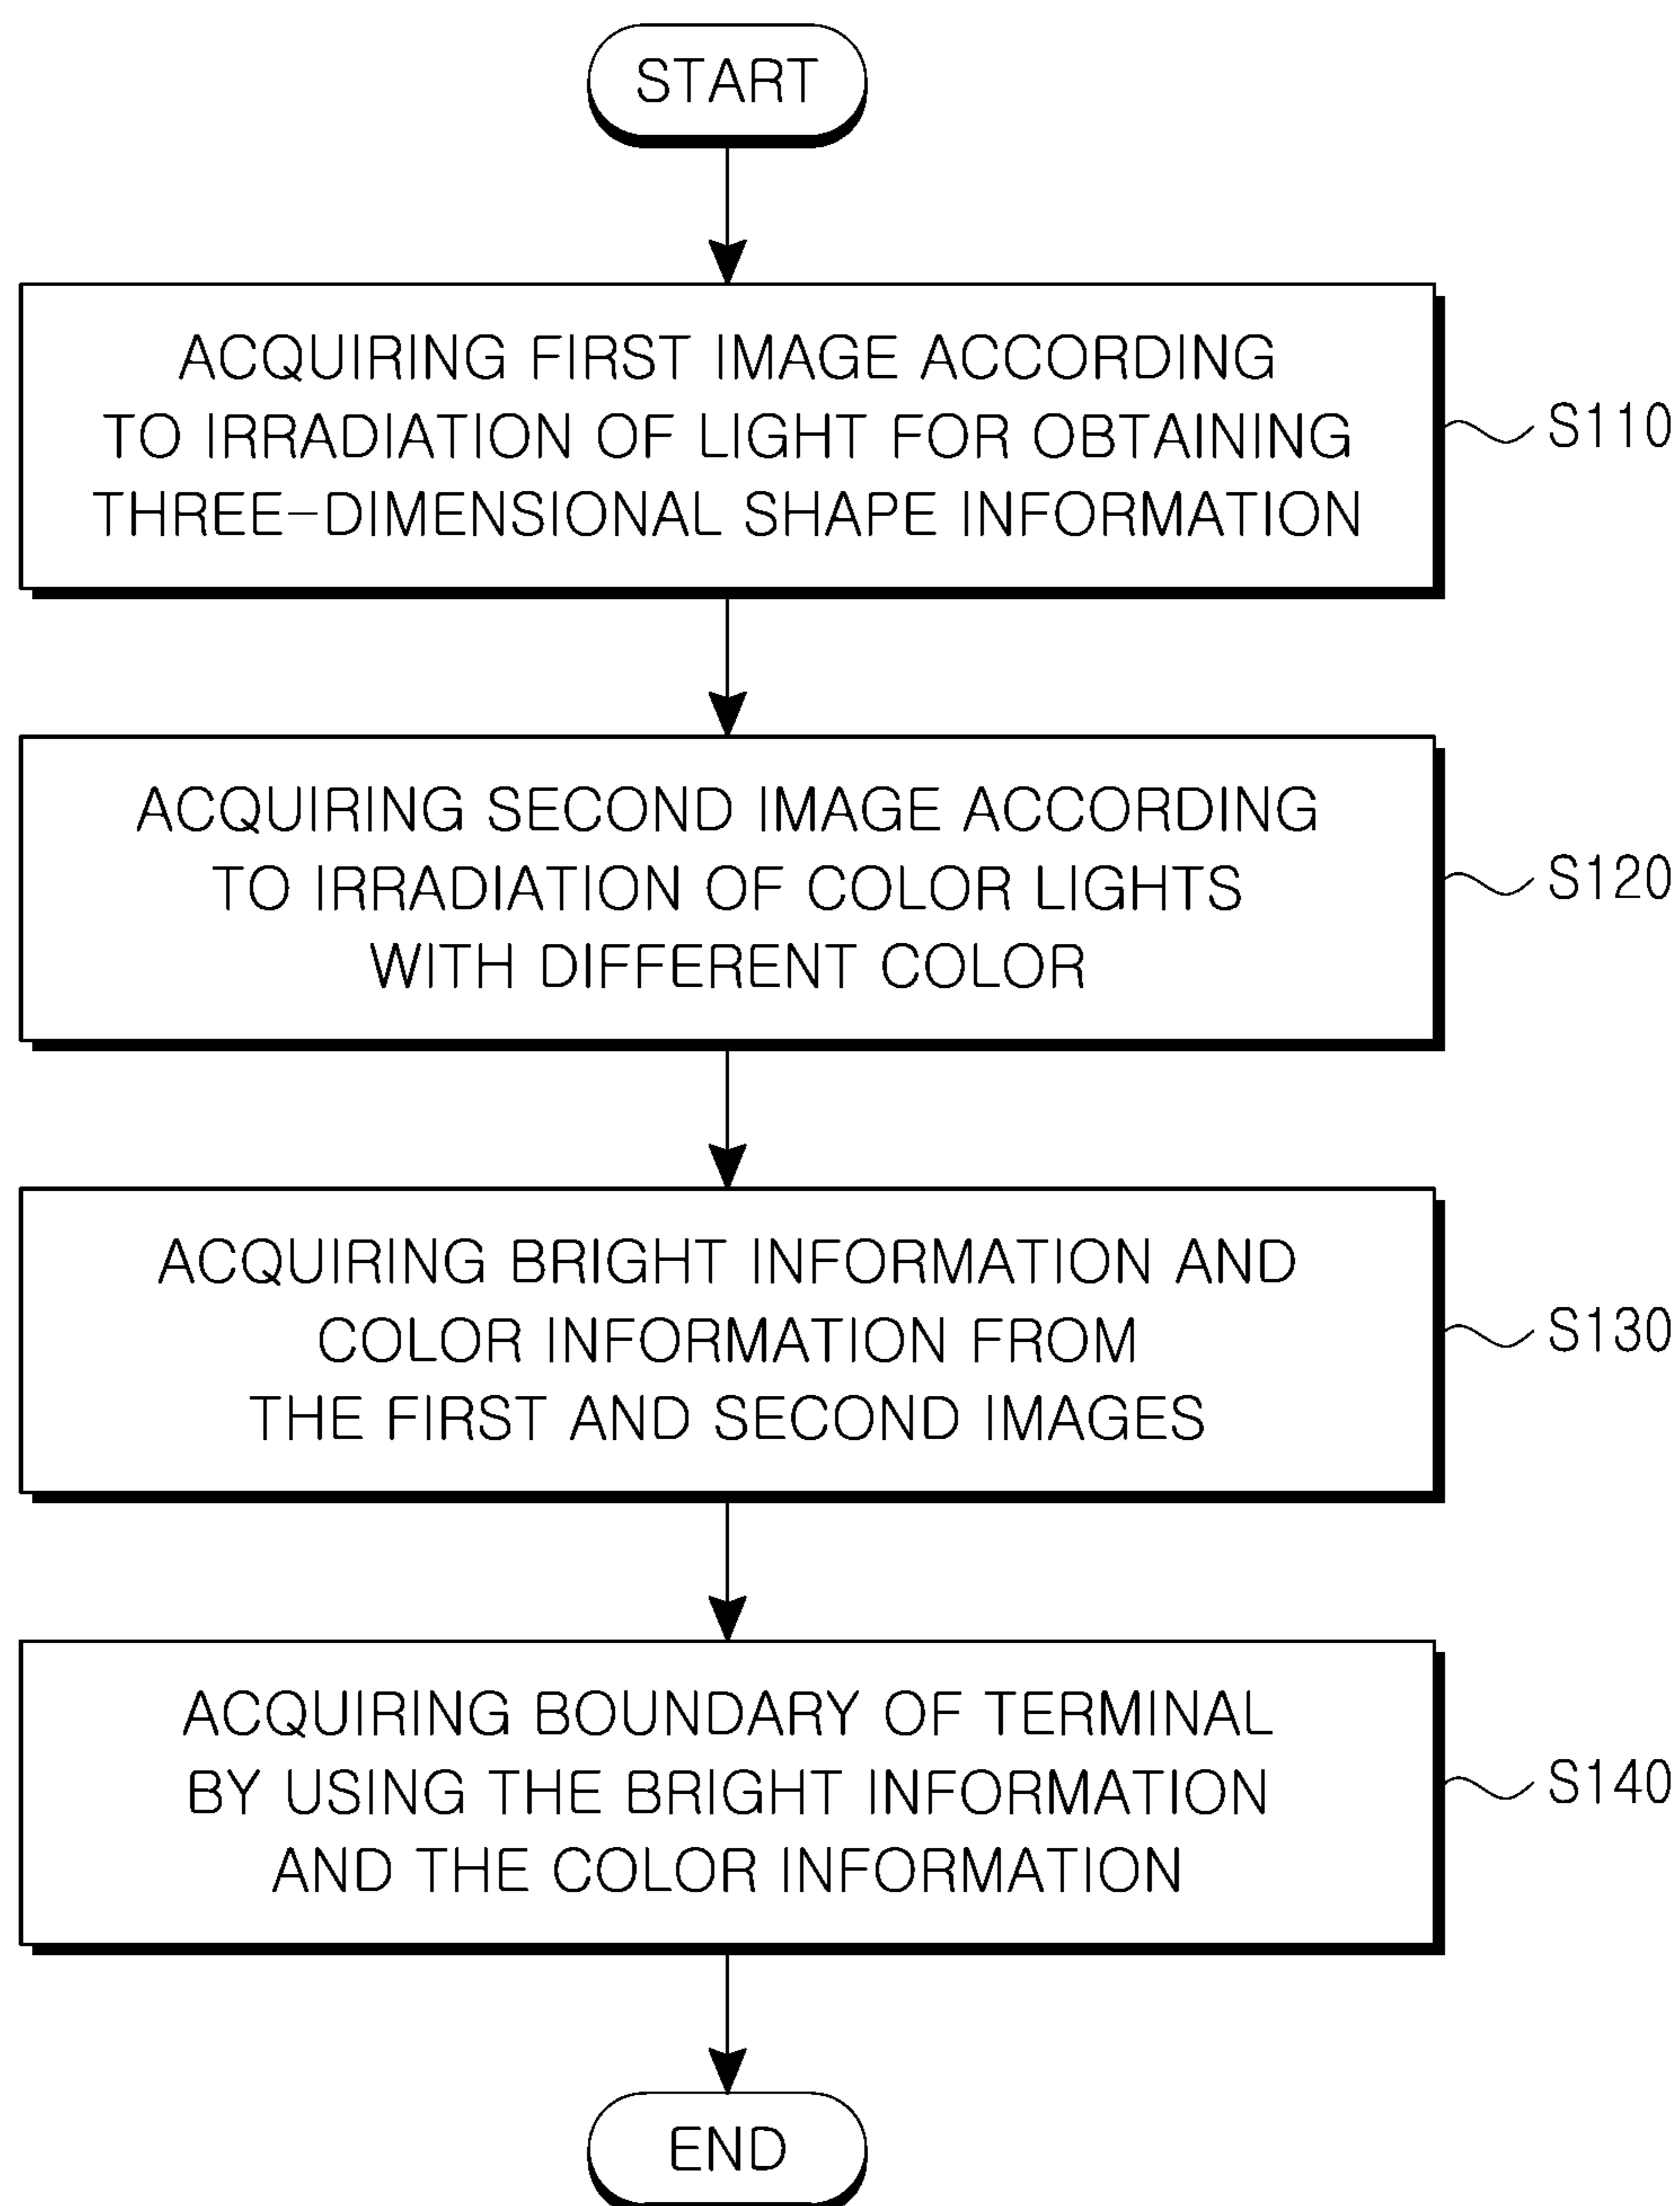 START
ACQUIRING FIRST IMAGE ACCORDING
TO IRRADIATION OF LIGHT FOR OBTAINING
THREE-DIMENSIONAL SHAPE INFORMATION
S110
ACQUIRING SECOND IMAGE ACCORDING
TO IRRADIATION OF COLOR LIGHTS
WITH DIFFERENT COLOR
S120
ACQUIRING BRIGHT INFORMATION AND
COLOR INFORMATION FROM
THE FIRST AND SECOND IMAGES
S130
ACQUIRING BOUNDARY OF TERMINAL
BY USING THE BRIGHT INFORMATION
AND THE COLOR INFORMATION
S140
END